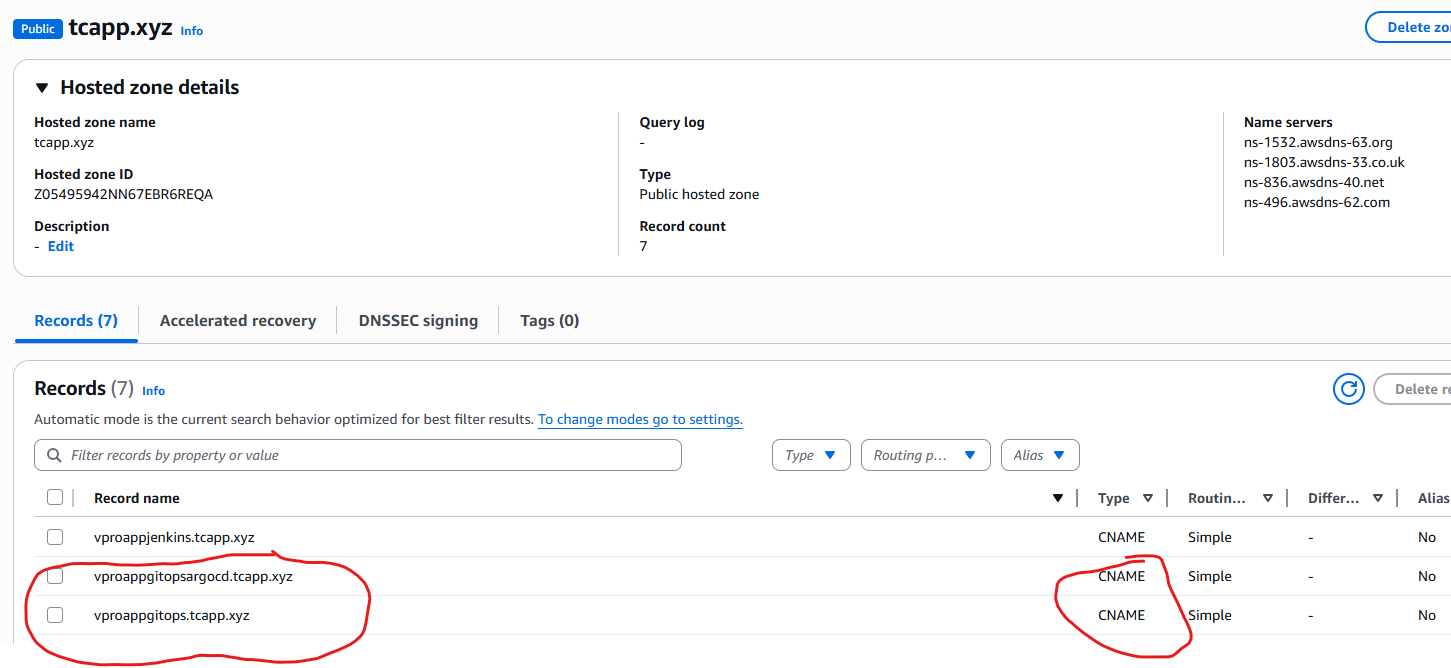 Public tcapp.xyz Info
Delete zo
Hosted zone details
Hosted zone name
tcapp.xyz
Hosted zone ID
Z05495942NN67EBR6REQA
Description
- Edit
Query log
-
Type
Public hosted zone
Record count
7
Name servers
ns-1532.awsdns-63.org
ns-1803.awsdns-33.co.uk
ns-836.awsdns-40.net
ns-496.awsdns-62.com
Records (7) Accelerated recovery DNSSEC signing Tags (0)
Records (7) Info
Delete re
Automatic mode is the current search behavior optimized for best filter results. To change modes go to settings.
Filter records by property or value Type Routing p... Alias
Record name Type Routin... Differ... Alias
vproappjenkins.tcapp.xyz CNAME Simple - No
vproappgitopsargocd.tcapp.xyz CNAME Simple - No
vproappgitops.tcapp.xyz CNAME Simple - No